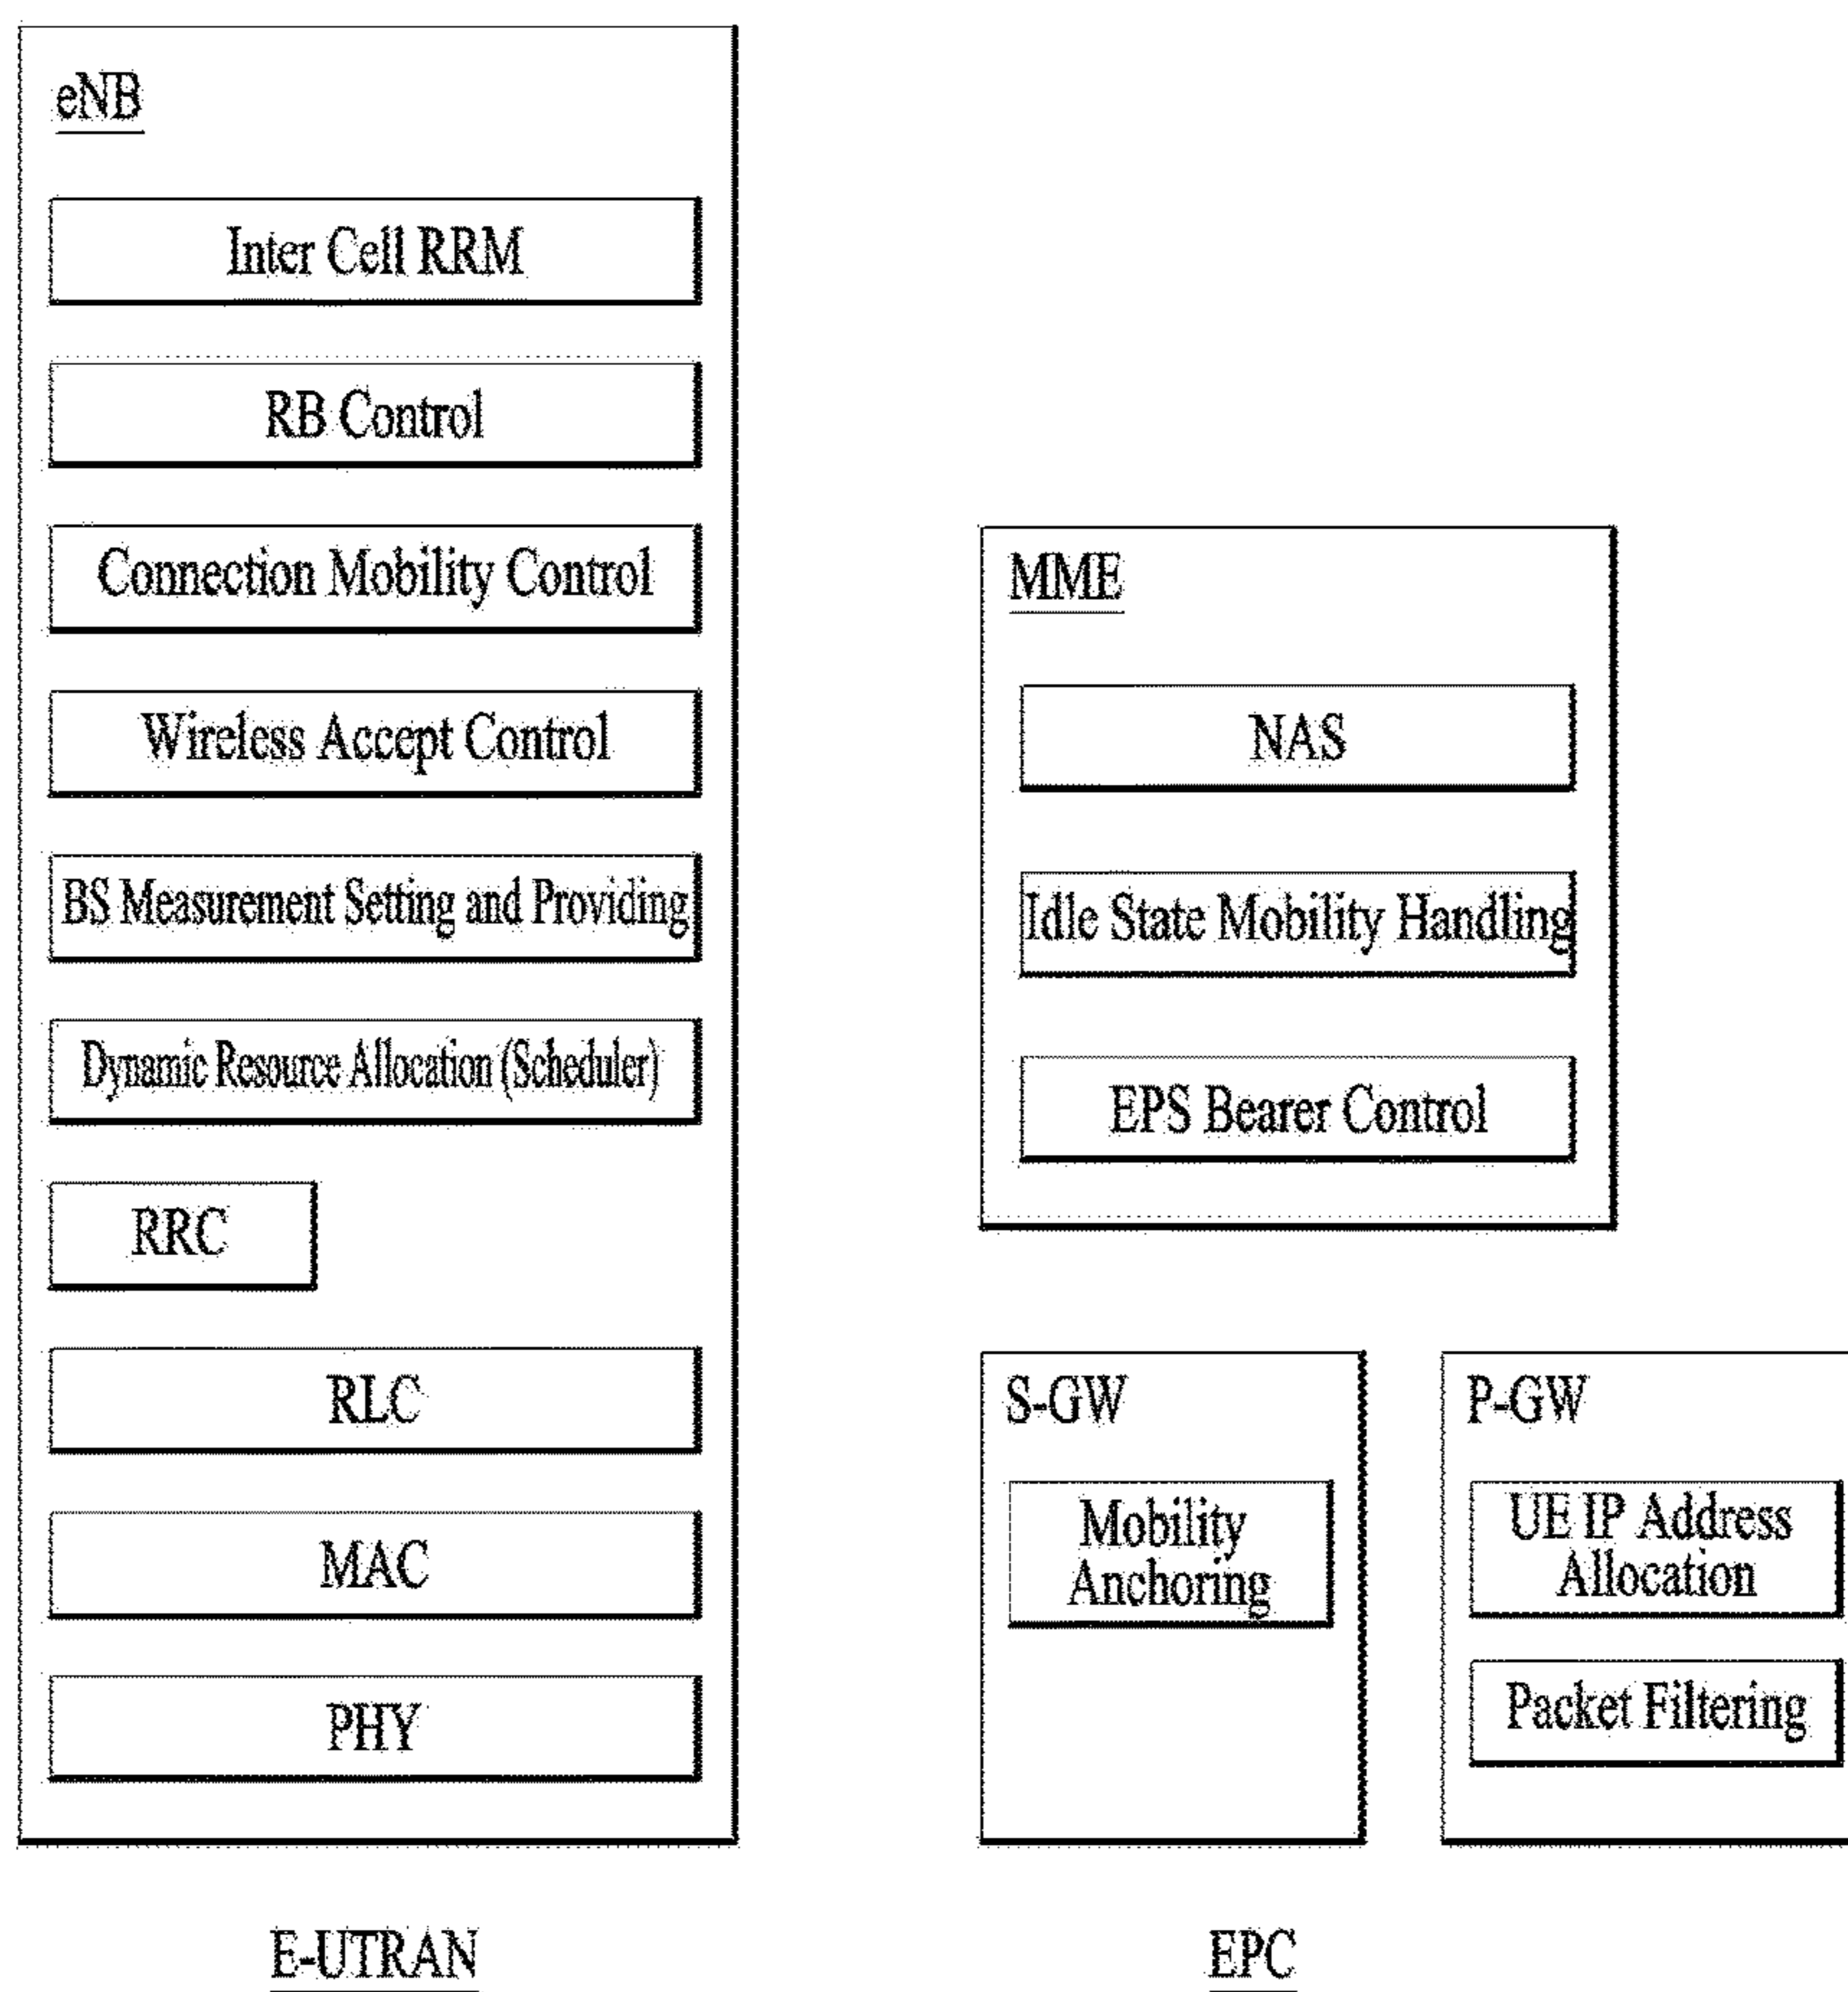 eNB
Inter Cell RRM
RB Control
Connection Mobility Control
Wireless Accept Control
BS Measurement Setting and Providing
Dynamic Resource Allocation (Scheduler)
RRC
RLC
MAC
PHY
E-UTRAN
MME
NAS
Idle State Mobility Handling
EPS Bearer Control
S-GW
Mobility
Anchoring
P-GW
UE IP Address
Allocation
Packet Filtering
EPC